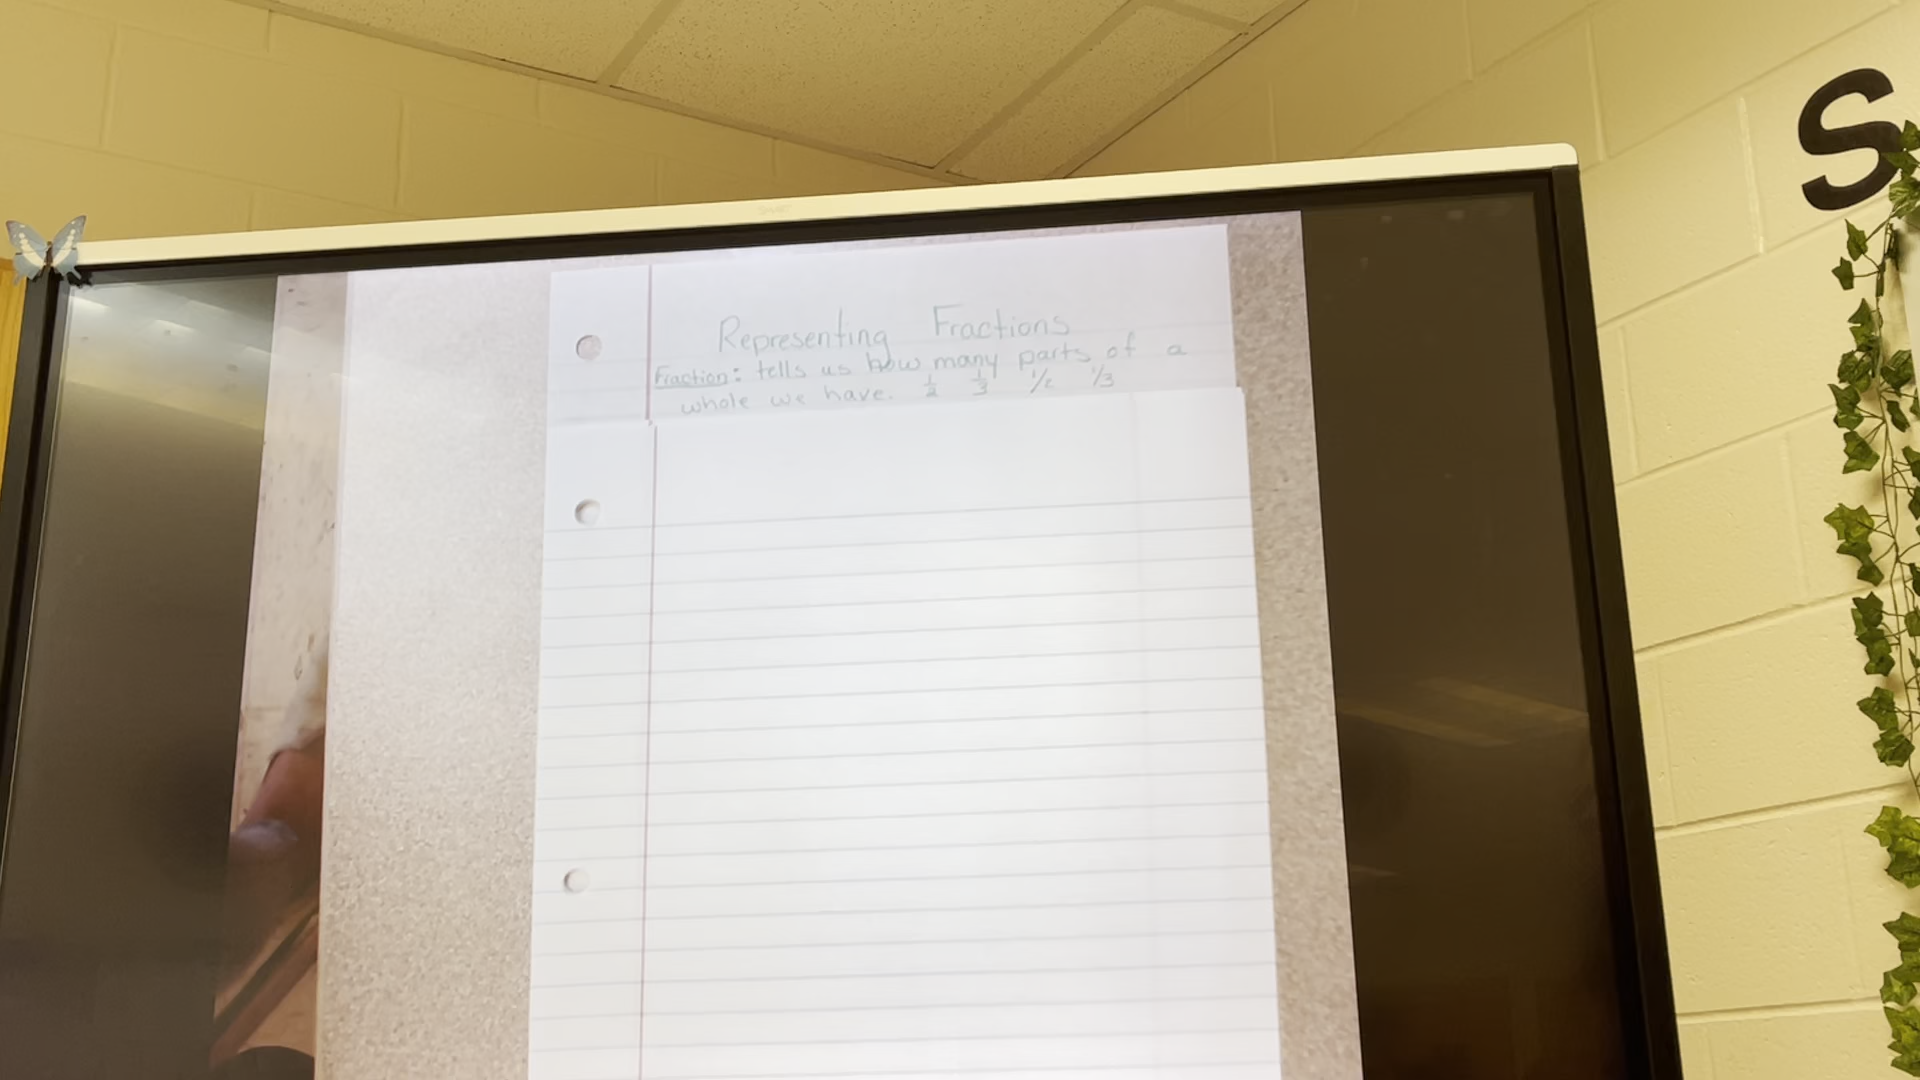 S
Representing Fractions
Fraction: tells us how many parts of a
whole we have. 1/2 1/3 1/2 1/3